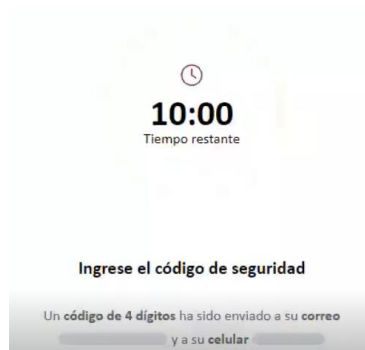 10:00
Tiempo restante
Ingrese el código de seguridad
Un código de 4 dígitos ha sido enviado a su correo
y a su celular